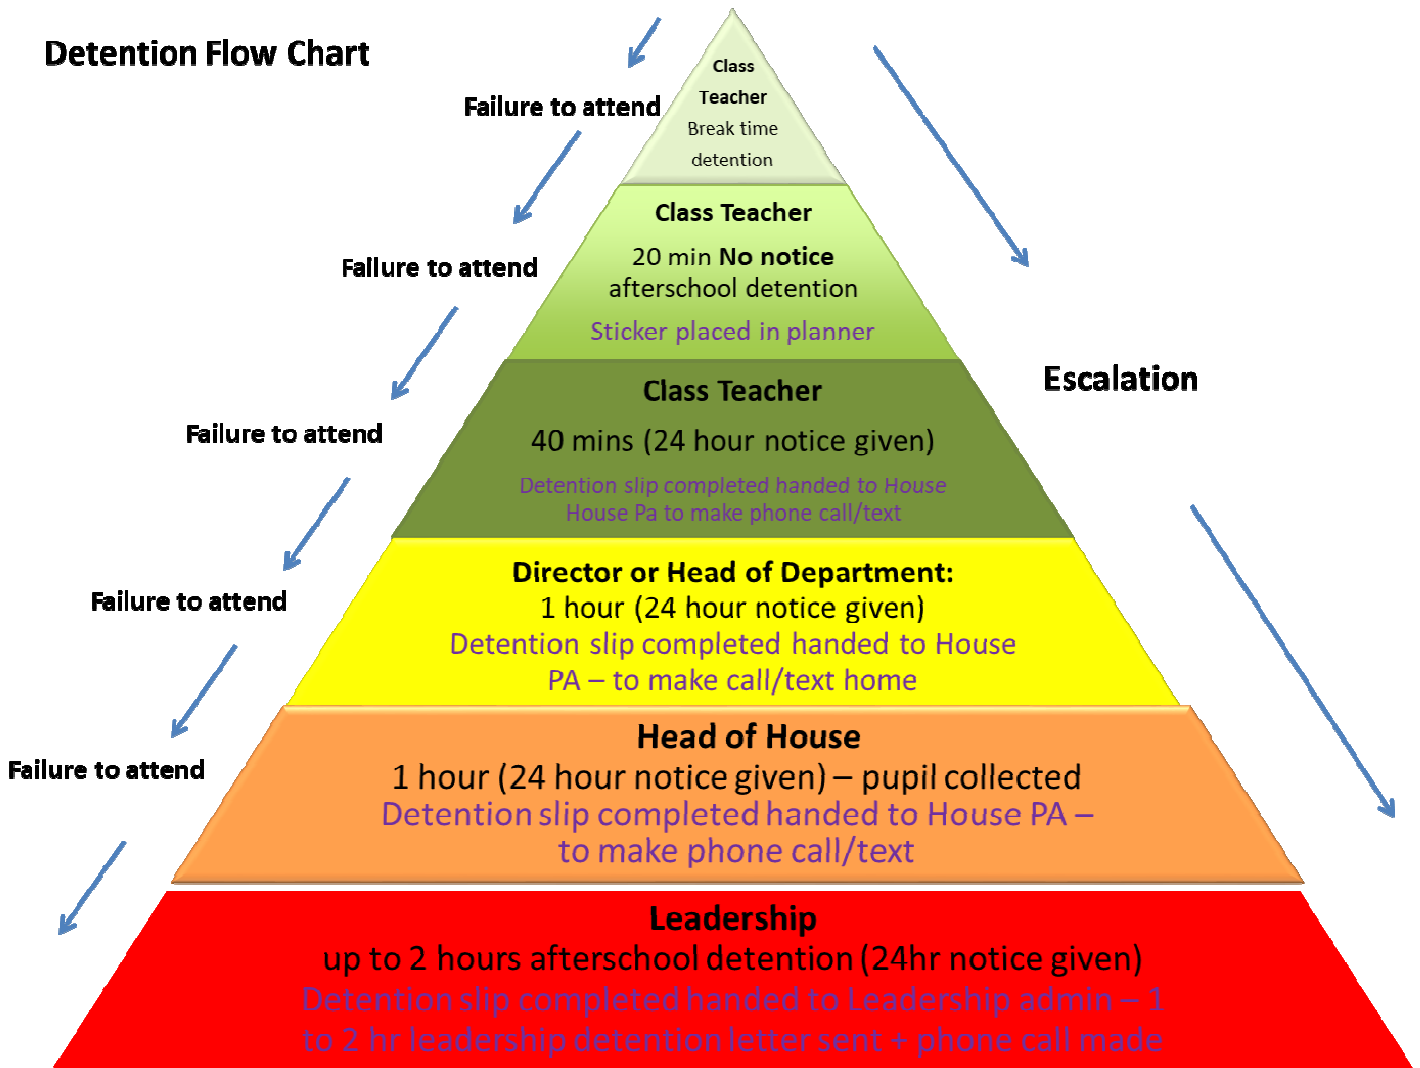 Detention Flow Chart
Class
Teacher
Break time
detention
Failure to attend
Class Teacher
20 min No notice
afterschool detention
Sticker placed in planner
Failure to attend
Class Teacher
40 mins (24 hour notice given)
Detention slip completed handed to House
House Pa to make phone call/text
Escalation
Failure to attend
Director or Head of Department:
1 hour (24 hour notice given)
Detention slip completed handed to House
PA – to make call/text home
Failure to attend
Head of House
1 hour (24 hour notice given) – pupil collected
Detention slip completed handed to House PA –
to make phone call/text
Failure to attend
Leadership
up to 2 hours afterschool detention (24hr notice given)
Detention slip completed handed to Leadership admin – 1
to 2 hr leadership detention letter sent + phone call made